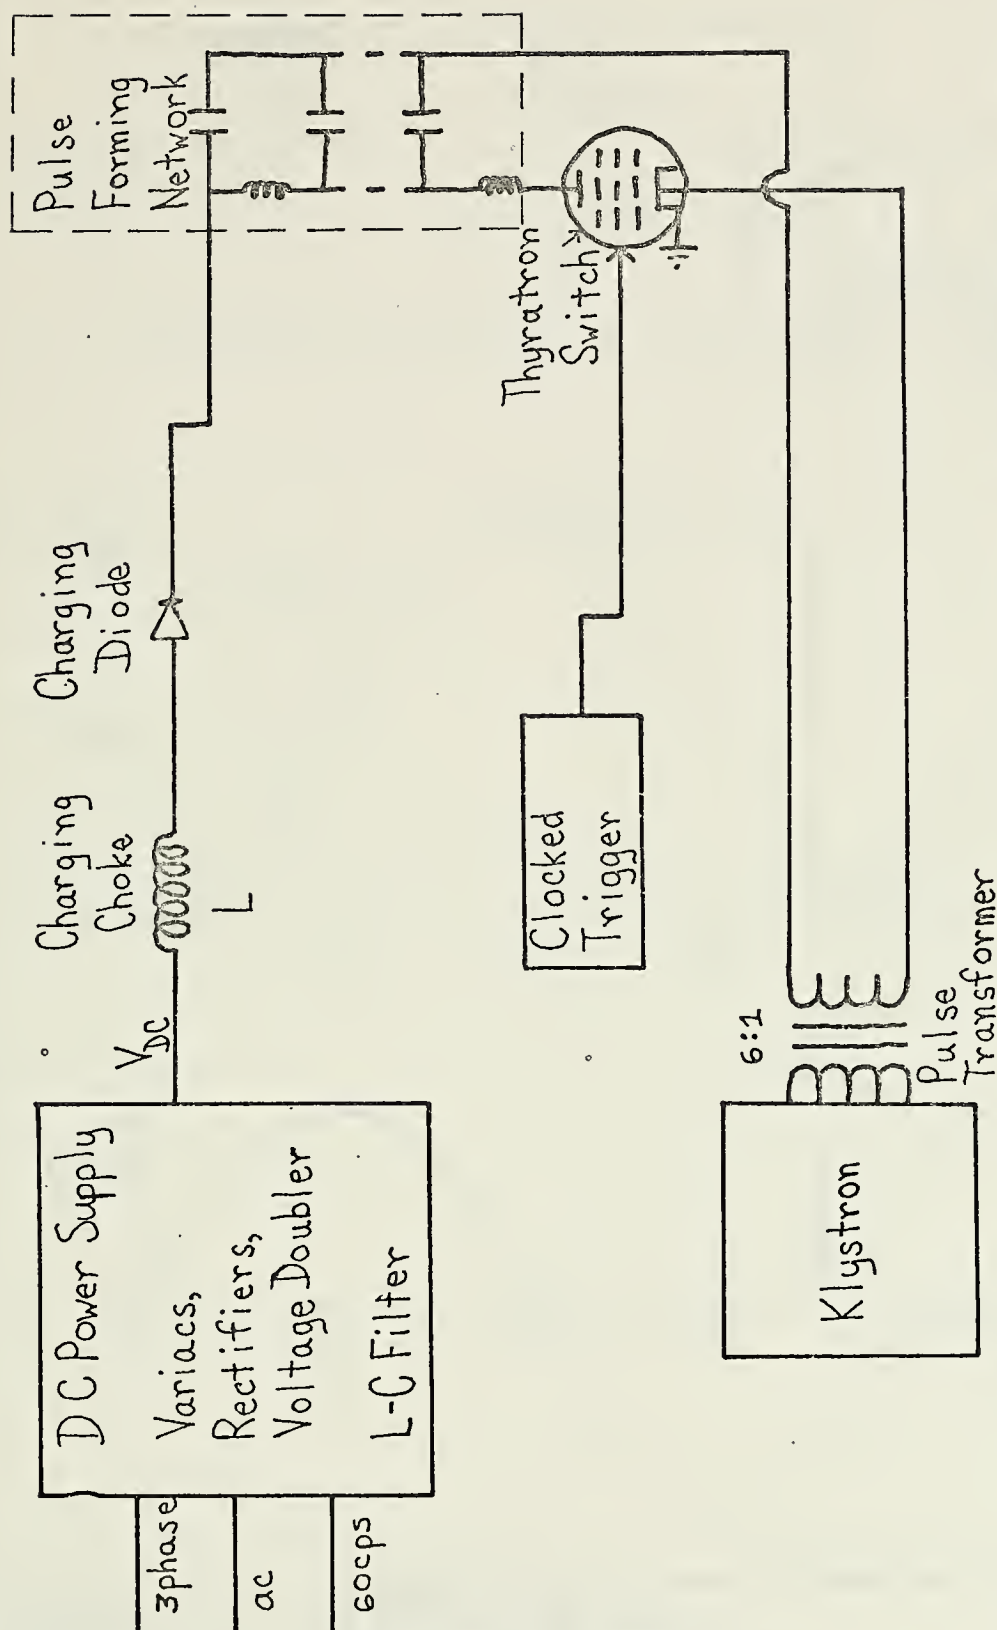 3phase
ac
60cps
DC Power Supply
Variacs,
Rectifiers,
Voltage Doubler
L-C Filter
VDC
Charging
Choke
L
Charging
Diode
Pulse
Forming
Network
Thyratron
Switch
Clocked
Trigger
6:1
Pulse
Transformer
Klystron